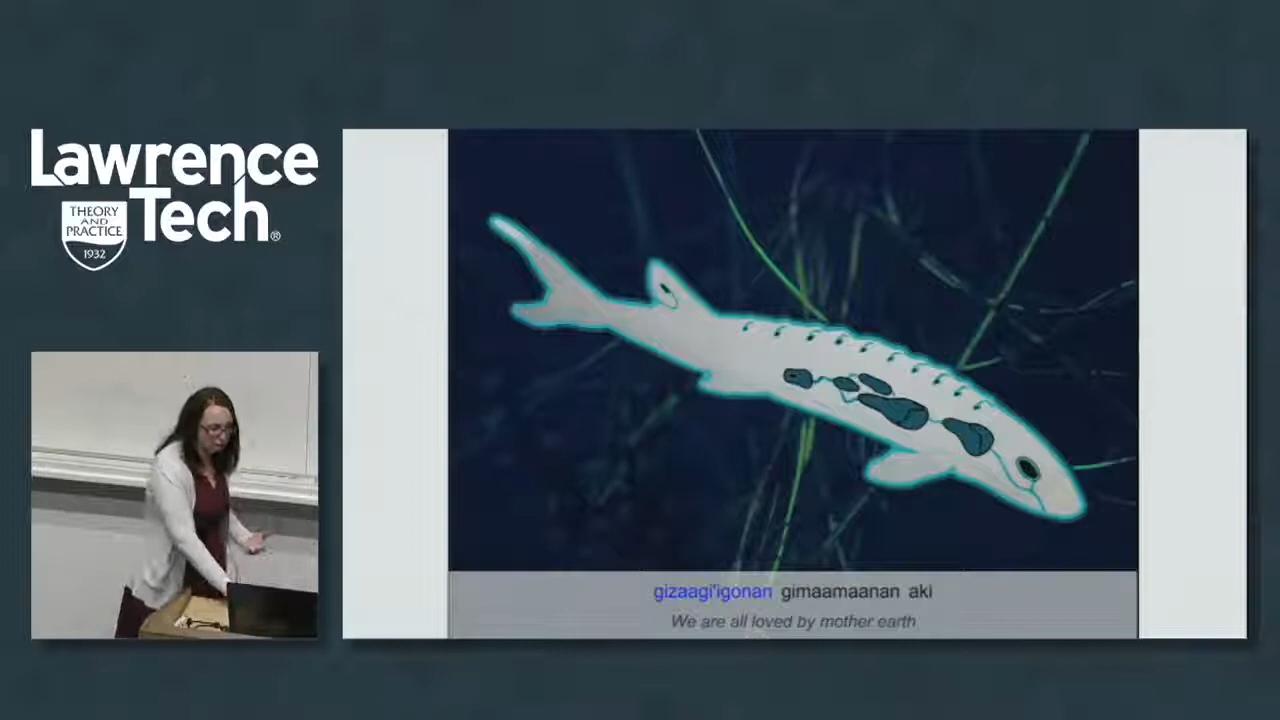 Lawrence
Tech®
THEORY
AND
PRACTICE
1932
gizaagi'igonan gimaamaanan aki
We are all loved by mother earth